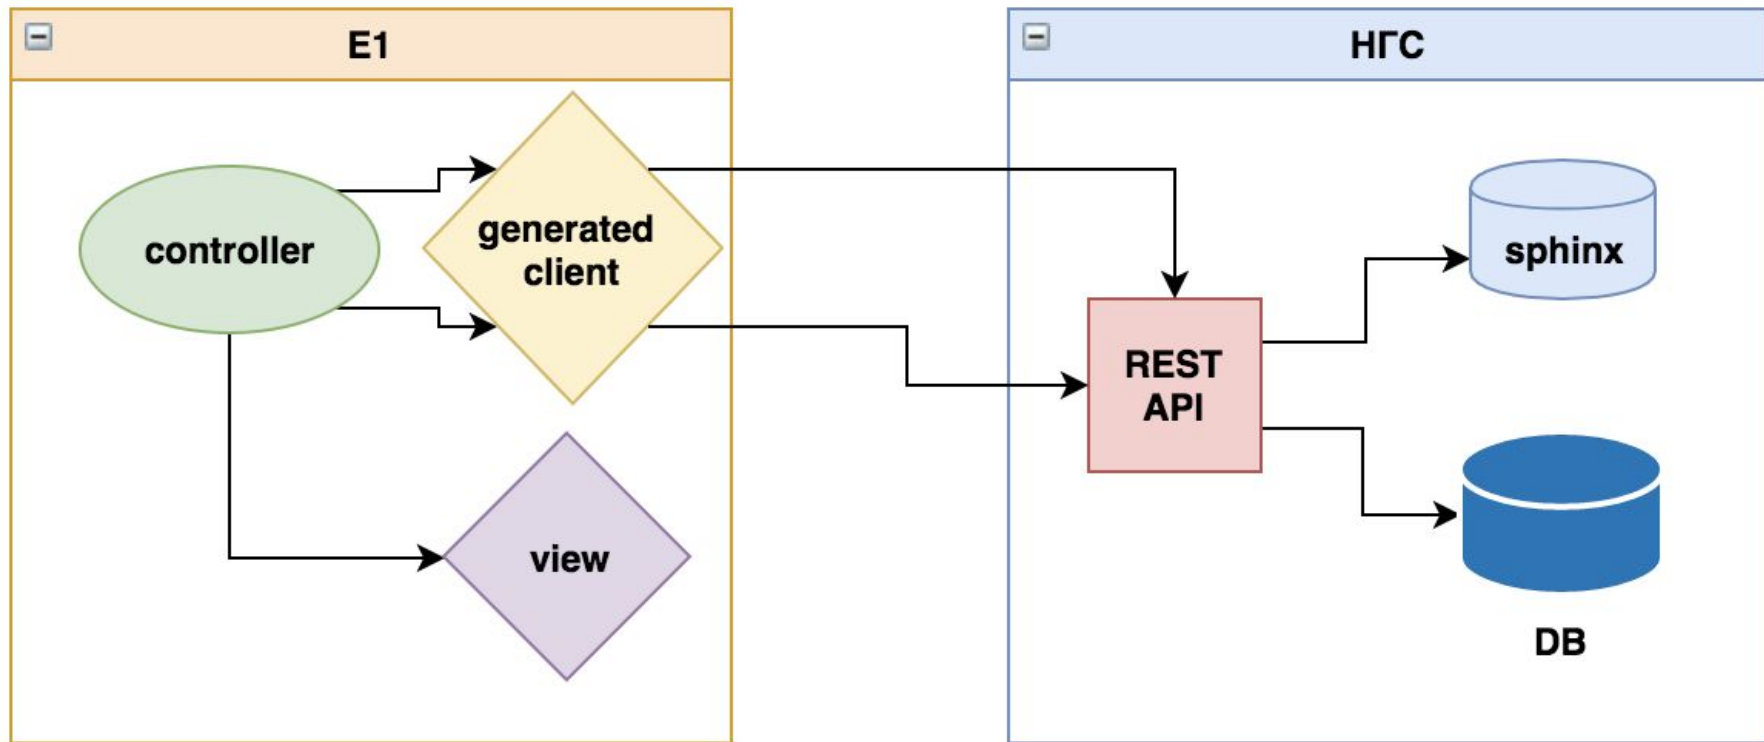 E1
НГС
controller
generated
client
view
REST
API
sphinx
DB